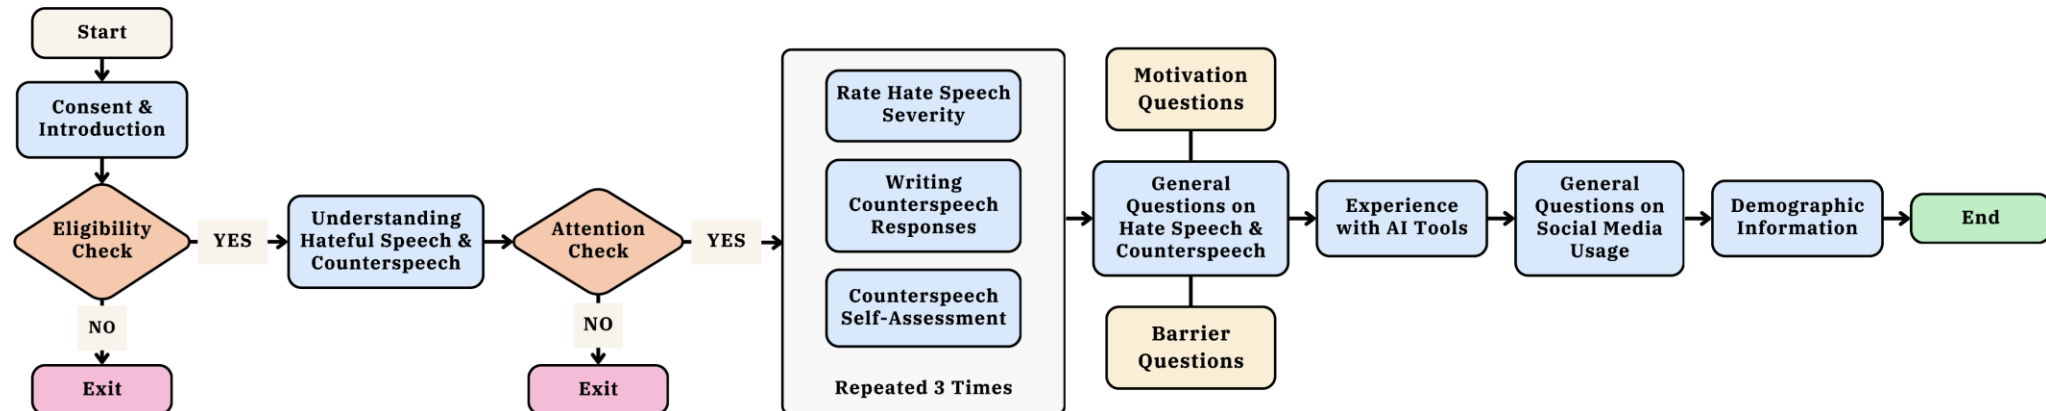 Start
Consent &
Introduction
Eligibility
Check
YES
NO
Exit
Understanding
Hateful Speech &
Counterspeech
Attention
Check
YES
NO
Exit
Rate Hate Speech
Severity
Writing
Counterspeech
Responses
Counterspeech
Self-Assessment
Repeated 3 Times
Motivation
Questions
General
Questions on
Hate Speech &
Counterspeech
Barrier
Questions
Experience
with AI Tools
General
Questions on
Social Media
Usage
Demographic
Information
End